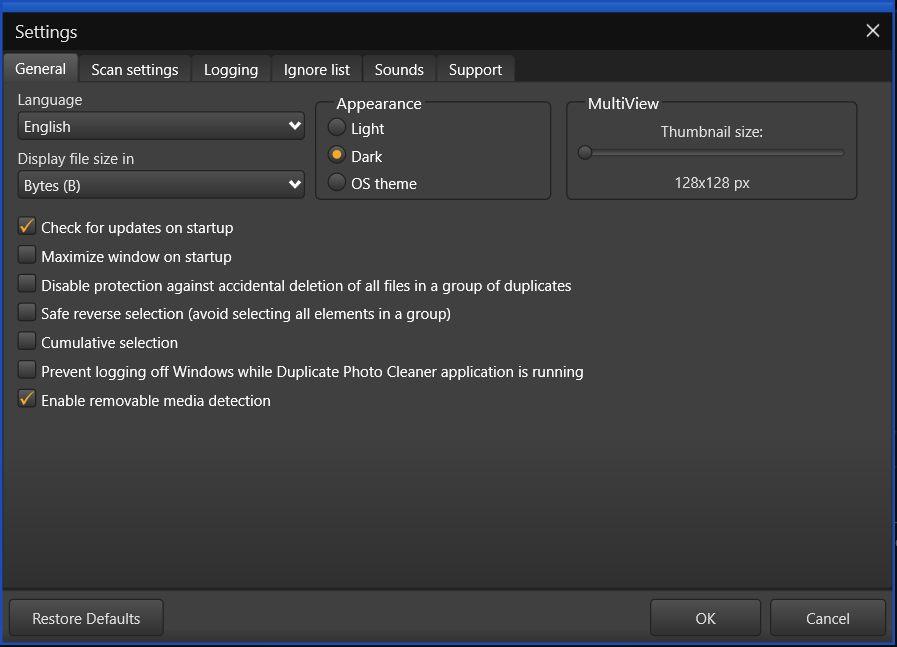 Settings
General
Scan settings
Logging
Ignore list
Sounds
Support
Language
English
Display file size in
Bytes (B)
Appearance
Light
Dark
OS theme
MultiView
Thumbnail size:
128x128 px
Check for updates on startup
Maximize window on startup
Disable protection against accidental deletion of all files in a group of duplicates
Safe reverse selection (avoid selecting all elements in a group)
Cumulative selection
Prevent logging off Windows while Duplicate Photo Cleaner application is running
Enable removable media detection
Restore Defaults
OK
Cancel